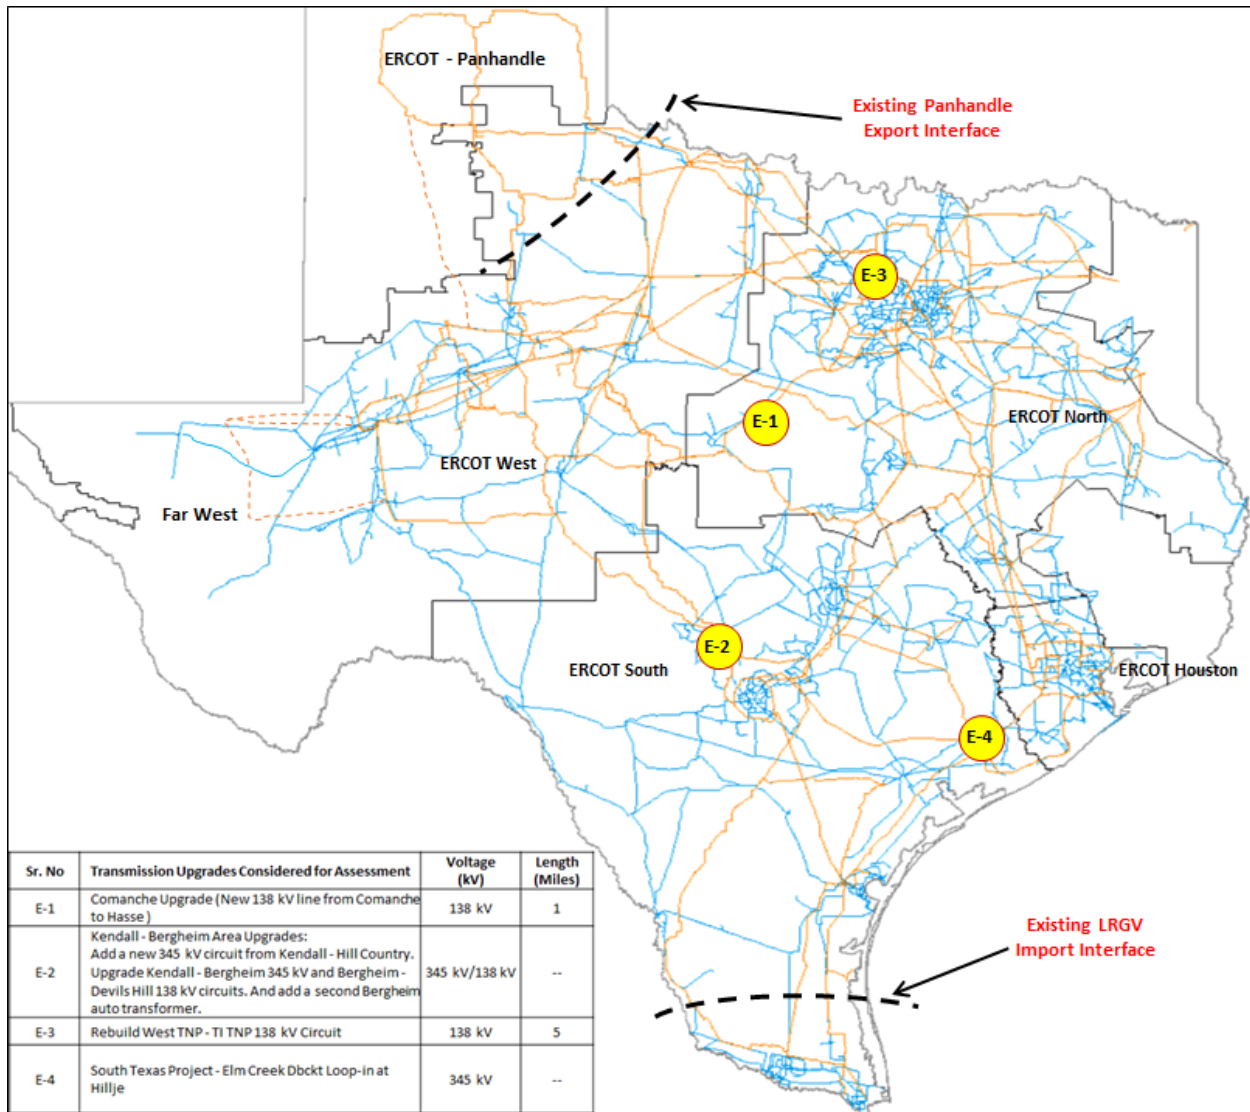 ERCOT - Panhandle
Existing Panhandle
Export Interface
E-3
E-1
ERCOT North
ERCOT West
Far West
E-2
ERCOT South
ERCOT Houston
E-4
Existing LRGV
Import Interface
Sr. No Transmission Upgrades Considered for Assessment Voltage (kV) Length (Miles)
E-1 Comanche Upgrade (New 138 kV line from Comanche
to Hasse ) 138 kV 1
Kendall - Bergheim Area Upgrades:
Add a new 345 kV circuit from Kendall - Hill Country.
E-2 Upgrade Kendall - Bergheim 345 kV and Bergheim - 345 kV/138 kV --
Devils Hill 138 kV circuits. And add a second Bergheim
auto transformer.
E-3 Rebuild West TNP - TI TNP 138 kV Circuit 138 kV 5
E-4 South Texas Project - Elm Creek Dbckt Loop-in at 345 kV --
Hillje